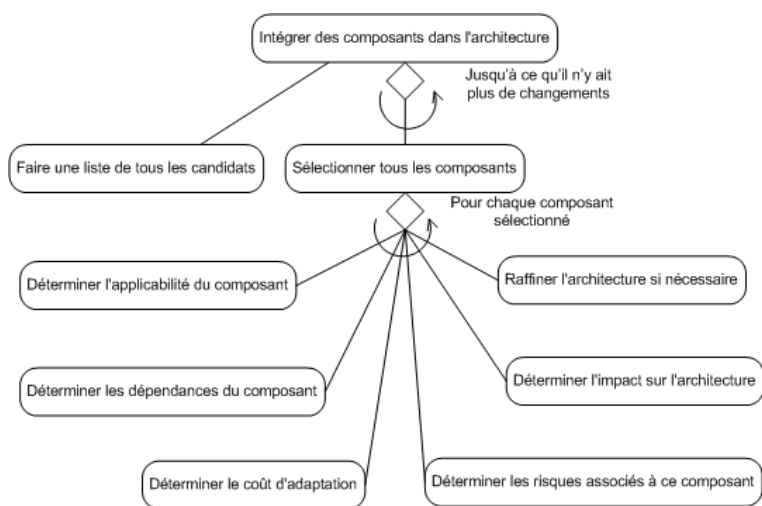 Intégrer des composants dans l'architecture
Jusqu'à ce qu'il n'y ait
plus de changements
Faire une liste de tous les candidats
Sélectionner tous les composants
Pour chaque composant
sélectionné
Déterminer l'applicabilité du composant
Raffiner l'architecture si nécessaire
Déterminer les dépendances du composant
Déterminer l'impact sur l'architecture
Déterminer le coût d'adaptation
Déterminer les risques associés à ce composant